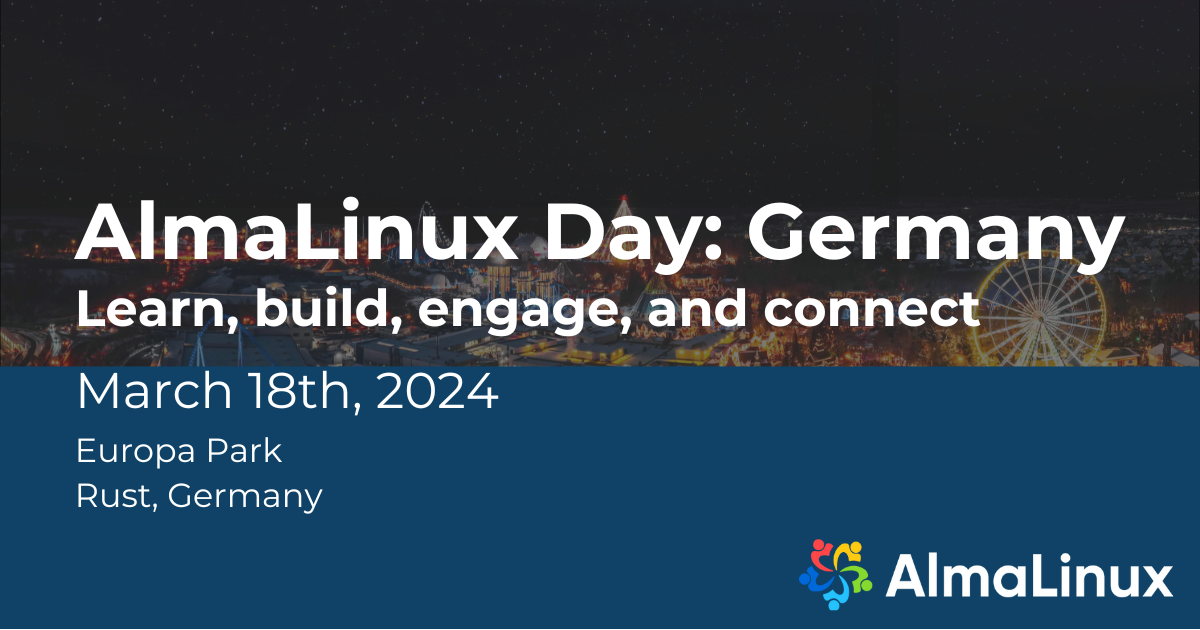 AlmaLinux Day: Germany
Learn, build, engage, and connect
March 18th, 2024
Europa Park
Rust, Germany
AlmaLinux